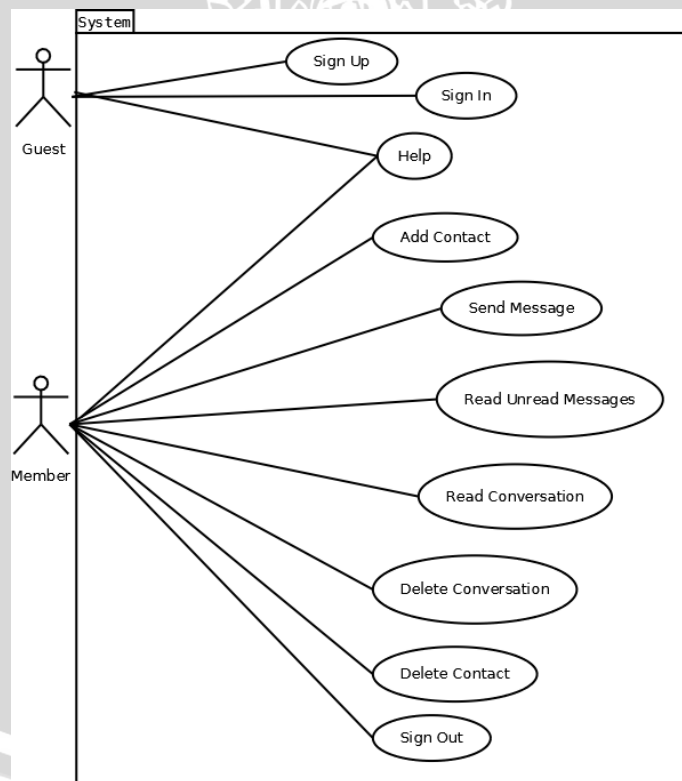 System
Sign Up
Sign In
Guest
Help
Add Contact
Send Message
Read Unread Messages
Member
Read Conversation
Delete Conversation
Delete Contact
Sign Out